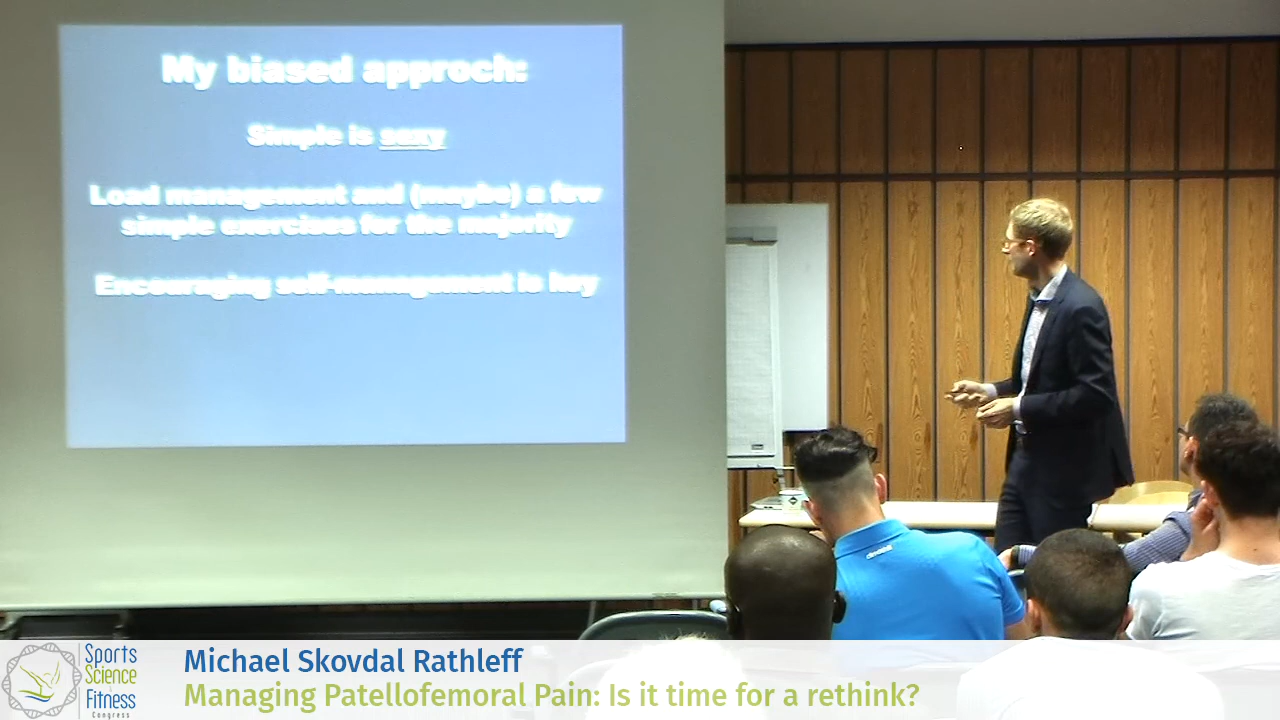 My biased approch:
Simple is sexy
Load management and (maybe) a few
simple exercises for the majority
Encouraging self-management is key
Sports
Science
Fitness
Congress
Michael Skovdal Rathleff
Managing Patellofemoral Pain: Is it time for a rethink?